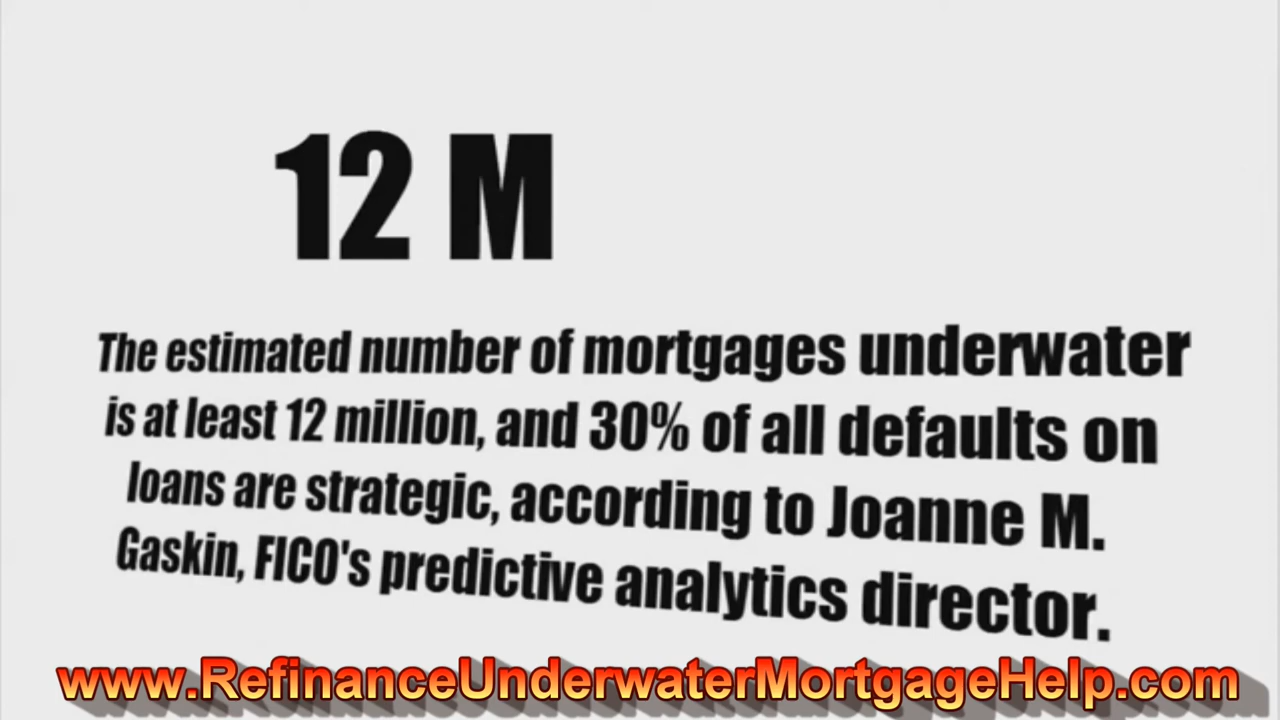 12 M
The estimated number of mortgages underwater
is at least 12 million, and 30% of all defaults on
loans are strategic, according to Joanne M.
Gaskin, FICO's predictive analytics director.
www.RefinanceUnderwaterMortgageHelp.com